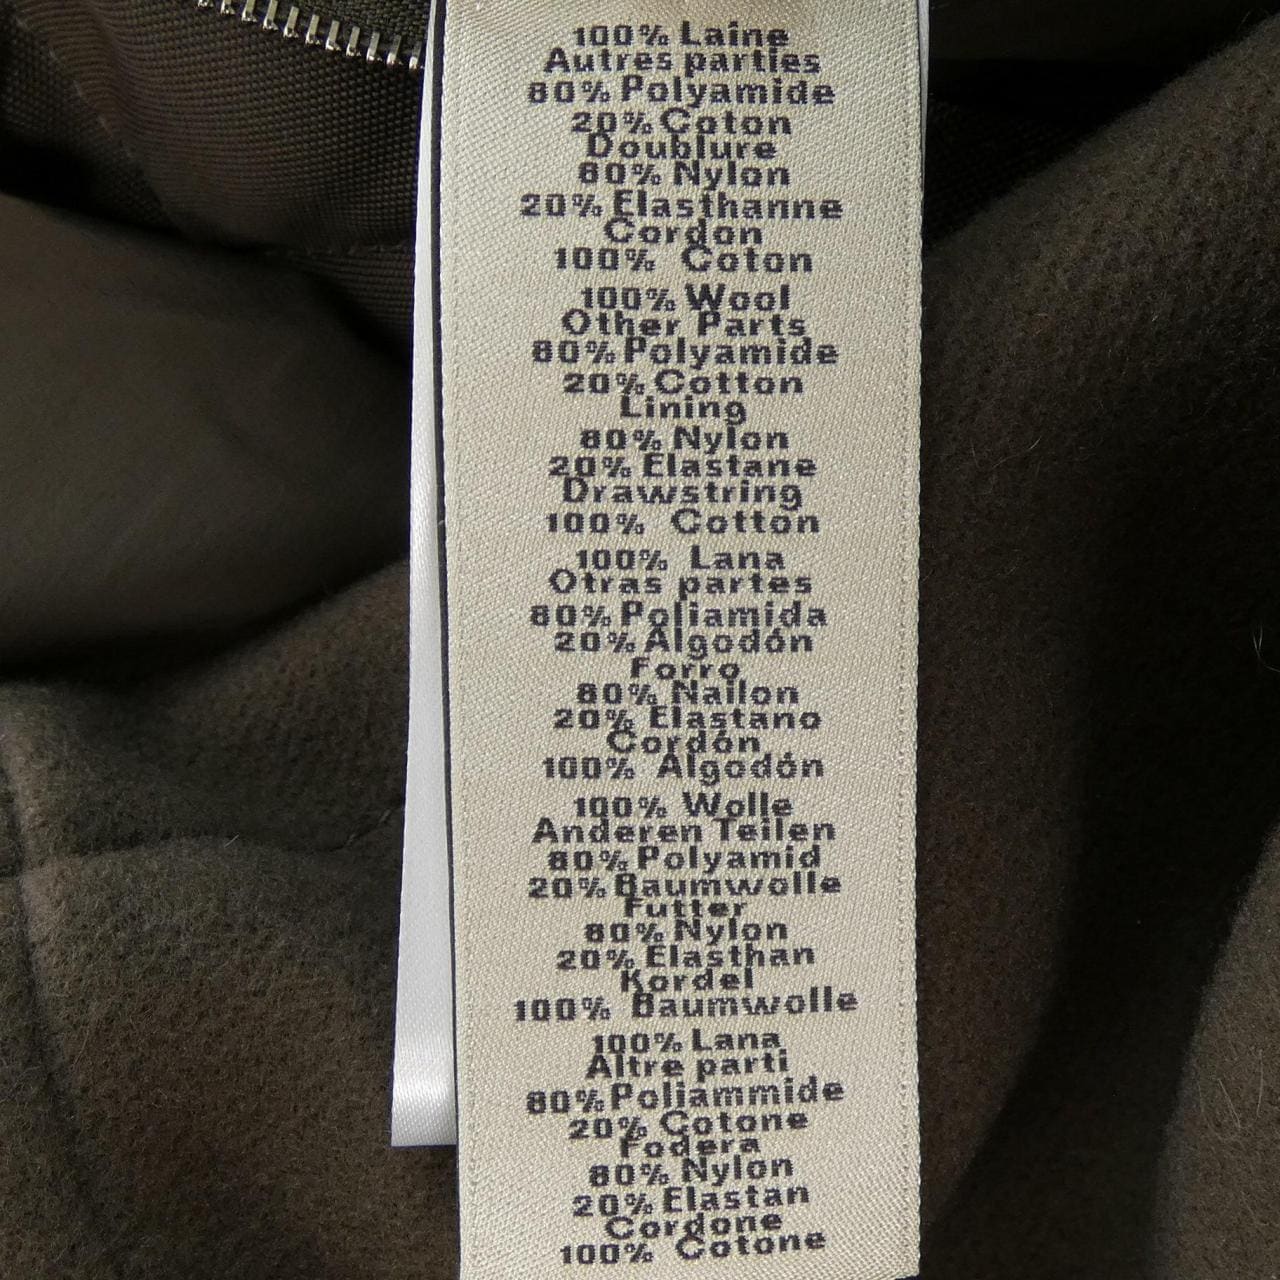 100% Laine
Autres parties
80% Polyamide
20% Coton
Doublure
80% Nylon
20% Elasthanne
Cordon
100% Coton
100% Wool
Other Parts
80% Polyamide
20% Cotton
Lining
80% Nylon
20% Elastane
Drawstring
100% Cotton
100% Lana
Otras partes
80% Poliamida
20% Algodón
Forro
80% Nailon
20% Elastano
Cordón
100% Algodón
100% Wolle
Anderen Teilen
80% Polyamid
20% Baumwolle
Futter
80% Nylon
20% Elasthan
Kordel
100% Baumwolle
100% Lana
Altre parti
80% Poliammide
20% Cotone
Fodera
80% Nylon
20% Elastan
Cordone
100% Cotone